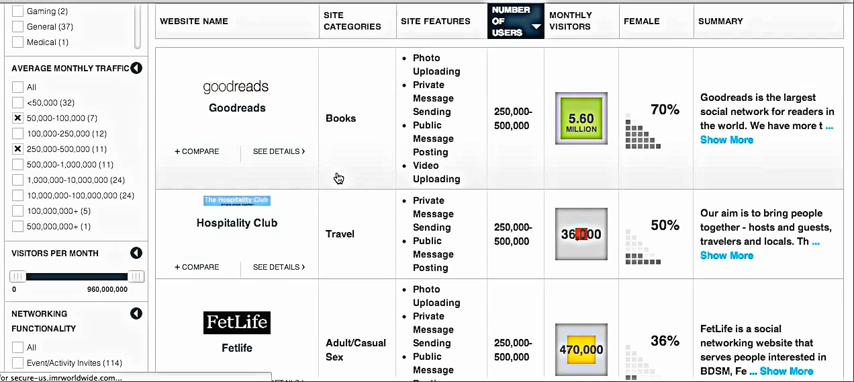 Gaming (2)
General (37)
Medical (1)
AVERAGE MONTHLY TRAFFIC
All
<50,000 (32)
50,000-100,000 (7)
100,000-250,000 (12)
250,000-500,000 (11)
500,000-1,000,000 (11)
1,000,000-10,000,000 (24)
10,000,000-100,000,000 (24)
100,000,000+ (5)
500,000,000+ (1)
VISITORS PER MONTH
0 960,000,000
NETWORKING
FUNCTIONALITY
All
Event/Activity Invites (114)
for secure-us.imrworldwide.com...
WEBSITE NAME
SITE
CATEGORIES
SITE FEATURES
NUMBER
OF
USERS
MONTHLY
VISITORS
FEMALE
SUMMARY
goodreads
Goodreads
+ COMPARE SEE DETAILS ›
Books
• Photo
Uploading
• Private
Message
Sending
• Public
Message
Posting
• Video
Uploading
250,000-
500,000
5.60
MILLION
70%
Goodreads is the largest
social network for readers in
the world. We have more t ...
Show More
The Hospitality Club
Hospitality Club
+ COMPARE SEE DETAILS ›
Travel
• Private
Message
Sending
• Public
Message
Posting
250,000-
500,000
36,000
50%
Our aim is to bring people
together - hosts and guests,
travelers and locals. Th ...
Show More
FetLife
Fetlife
Adult/Casual
Sex
• Photo
Uploading
• Private
Message
Sending
• Public
Message
250,000-
500,000
470,000
36%
FetLife is a social
networking website that
serves people interested in
BDSM, Fe ... Show More